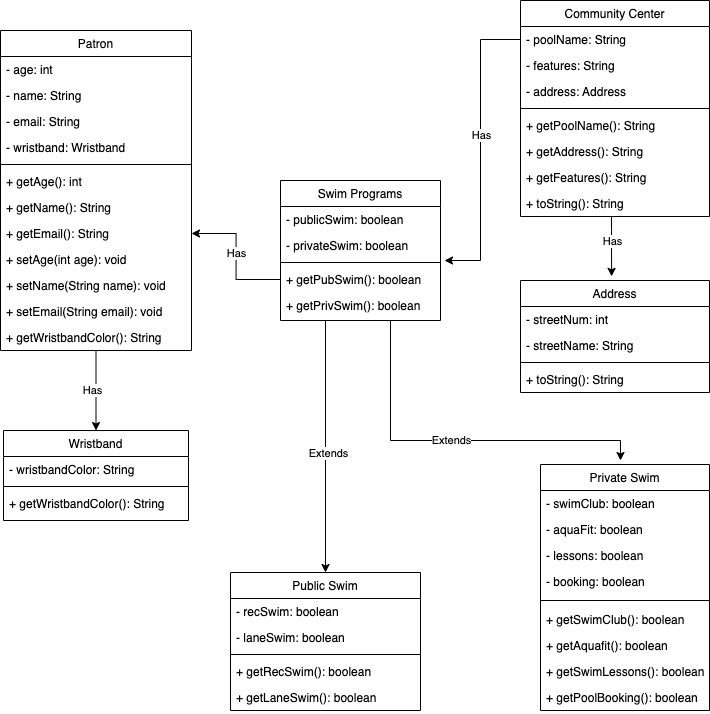 Community Center
- poolName: String
- features: String
- address: Address
+ getPoolName(): String
+ getAddress(): String
+ getFeatures(): String
+ toString(): String
Patron
- age: int
- name: String
- email: String
- wristband: Wristband
+ getAge(): int
+ getName(): String
+ getEmail(): String
+ setAge(int age): void
+ setName(String name): void
+ setEmail(String email): void
+ getWristbandColor(): String
Has
Swim Programs
- publicSwim: boolean
- privateSwim: boolean
+ getPubSwim(): boolean
+ getPrivSwim(): boolean
Has
Has
Address
- streetNum: int
- streetName: String
+ toString(): String
Has
Wristband
- wristbandColor: String
+ getWristbandColor(): String
Extends
Extends
Private Swim
- swimClub: boolean
- aquaFit: boolean
- lessons: boolean
- booking: boolean
+ getSwimClub(): boolean
+ getAquafit(): boolean
+ getSwimLessons(): boolean
+ getPoolBooking(): boolean
Public Swim
- recSwim: boolean
- laneSwim: boolean
+ getRecSwim(): boolean
+ getLaneSwim(): boolean